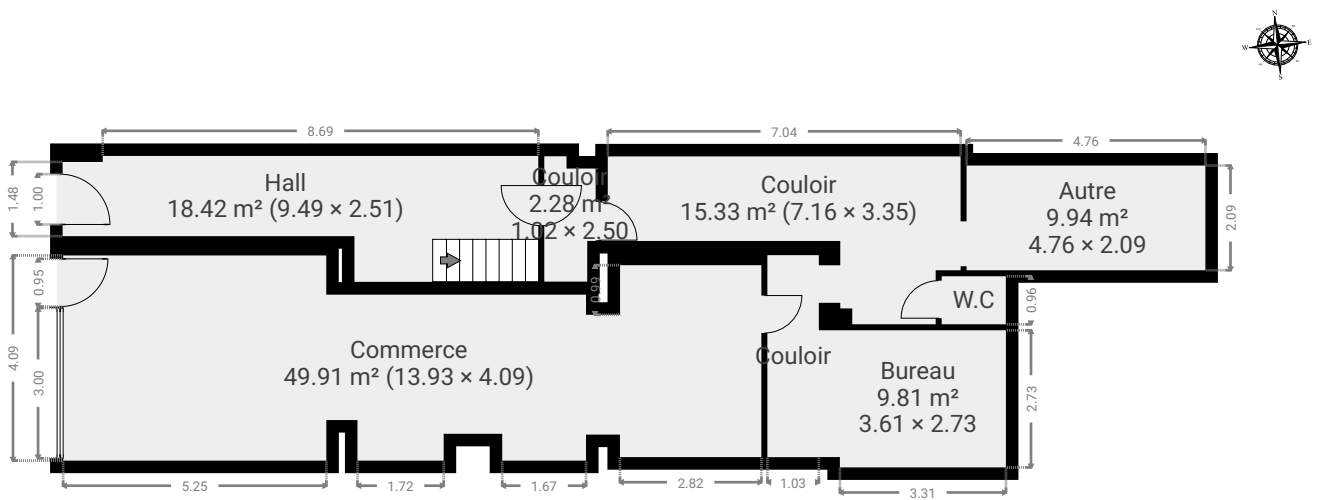 N
W E
S
8.69
7.04
4.76
1.48
1.00
Hall
18.42 m² (9.49 × 2.51)
Couloir
2.28 m²
1.02 × 2.50
Couloir
15.33 m² (7.16 × 3.35)
Autre
9.94 m²
4.76 × 2.09
2.09
0.95
0.99
W.C
0.96
4.09
3.00
Commerce
49.91 m² (13.93 × 4.09)
Couloir
Bureau
9.81 m²
3.61 × 2.73
2.73
5.25
1.72
1.67
2.82
1.03
3.31